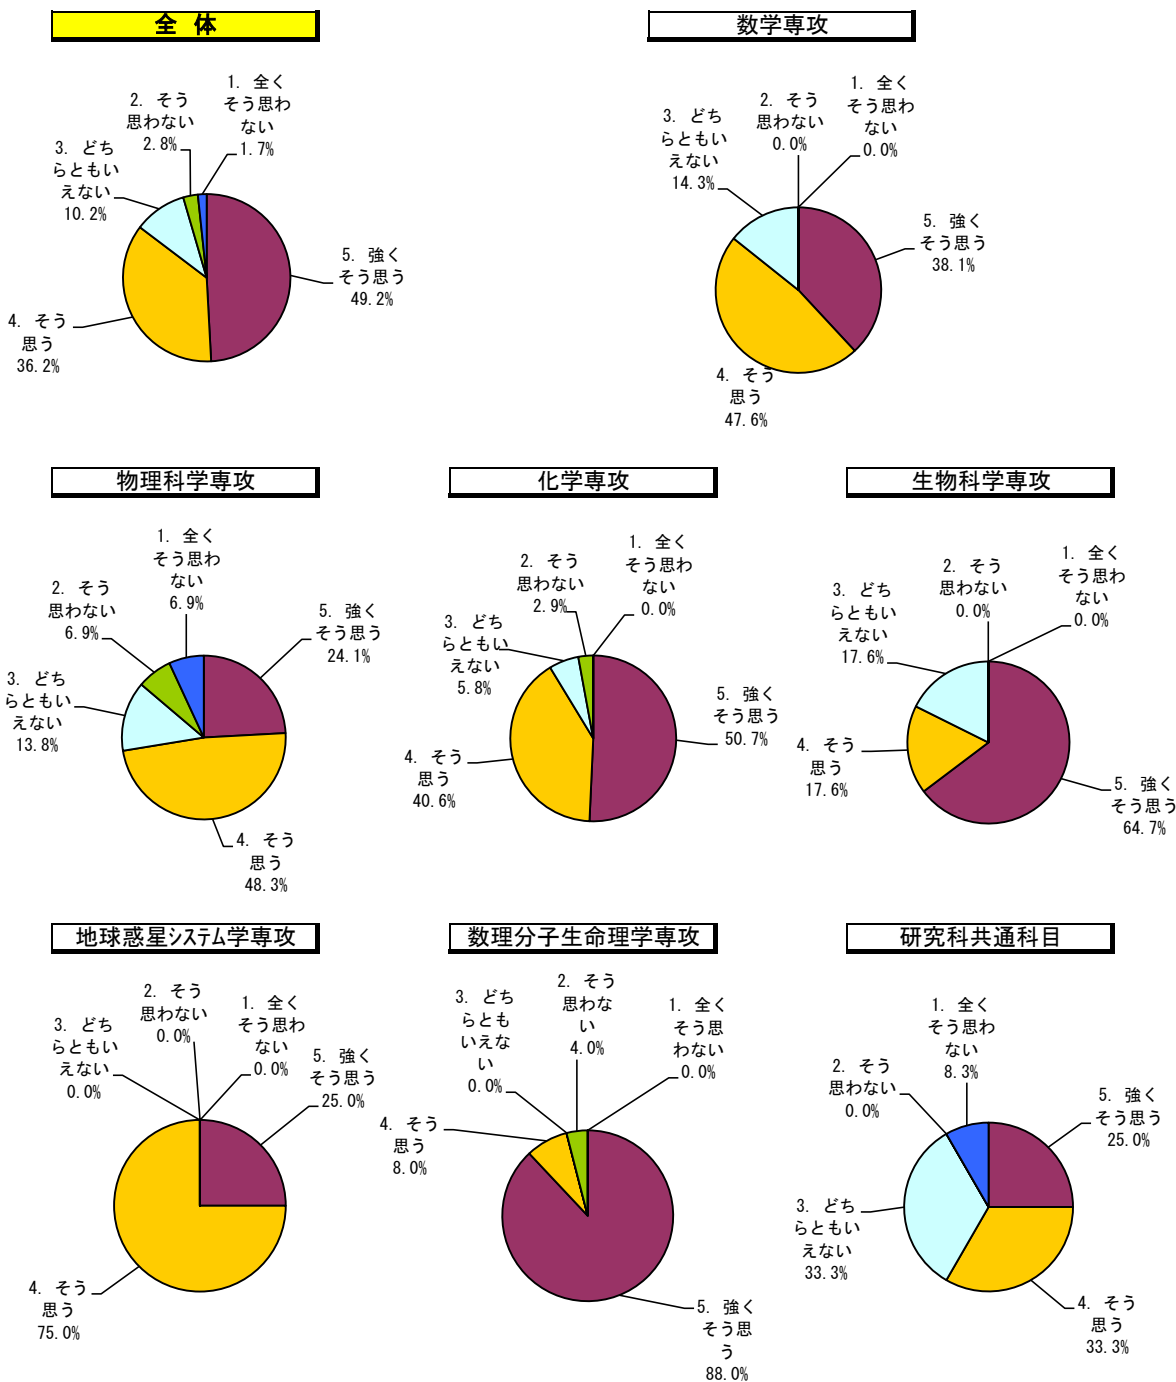 全 体
1. 全く
そう思わ
ない
1.7%
2. そう
思わない
2.8%
3. どち
らともい
えない
10.2%
5. 強く
そう思う
49.2%
4. そう
思う
36.2%
数学専攻
1. 全く
そう思わ
ない
0.0%
2. そう
思わない
0.0%
3. どち
らともい
えない
14.3%
5. 強く
そう思う
38.1%
4. そう
思う
47.6%
物理科学専攻
1. 全く
そう思わ
ない
6.9%
2. そう
思わない
6.9%
3. どち
らともい
えない
13.8%
5. 強く
そう思う
24.1%
4. そう
思う
48.3%
化学専攻
1. 全く
そう思わ
ない
0.0%
2. そう
思わない
2.9%
3. どち
らともい
えない
5.8%
5. 強く
そう思う
50.7%
4. そう
思う
40.6%
生物科学専攻
1. 全く
そう思わ
ない
0.0%
2. そう
思わない
0.0%
3. どち
らともい
えない
17.6%
4. そう
思う
17.6%
5. 強く
そう思う
64.7%
地球惑星システム学専攻
2. そう
思わない
0.0%
1. 全く
そう思わ
ない
0.0%
3. どち
らともい
えない
0.0%
5. 強く
そう思う
25.0%
4. そう
思う
75.0%
数理分子生命理学専攻
2. そう
思わな
い
4.0%
3. どち
らとも
いえな
い
0.0%
1. 全く
そう思
わない
0.0%
4. そう
思う
8.0%
5. 強く
そう思
う
88.0%
研究科共通科目
1. 全く
そう思わ
ない
8.3%
2. そう
思わない
0.0%
5. 強く
そう思う
25.0%
3. どち
らともい
えない
33.3%
4. そう
思う
33.3%